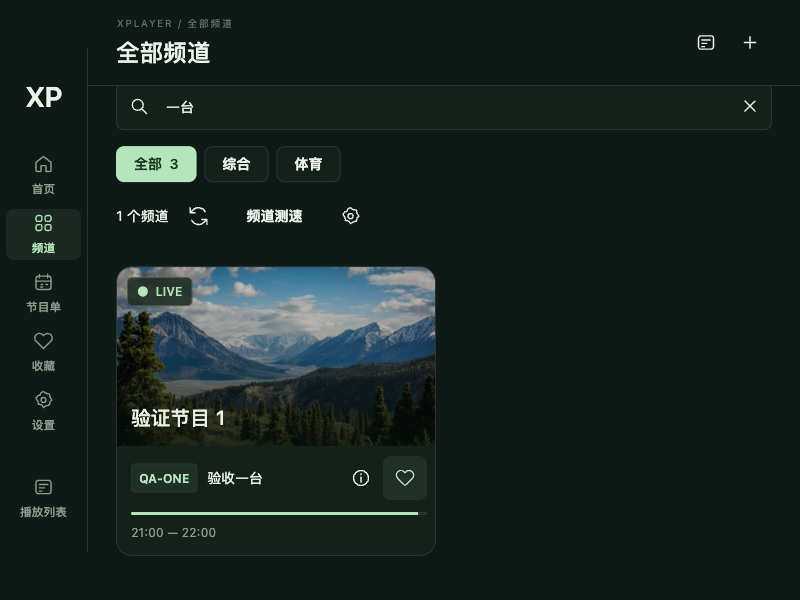 XPLAYER / 全部频道
全部频道
XP
首页
频道
节目单
收藏
设置
播放列表
一台
全部 3
综合
体育
1 个频道
频道测速
LIVE
验证节目 1
QA-ONE 验收一台
21:00 — 22:00